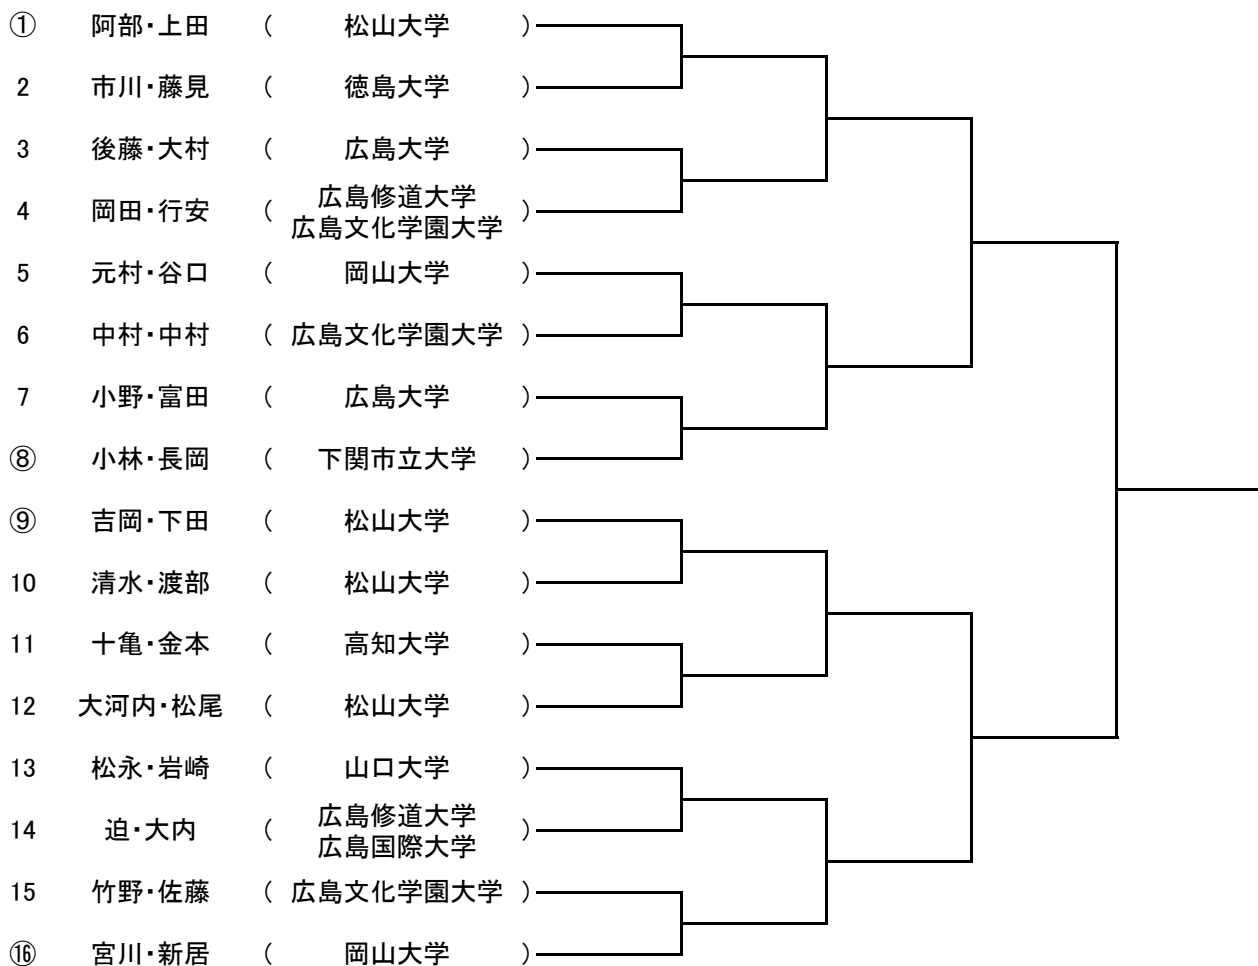 ① 阿部・上田 ( 松山大学 )
2 市川・藤見 ( 徳島大学 )
3 後藤・大村 ( 広島大学 )
4 岡田・行安 ( 広島修道大学
広島文化学園大学 )
5 元村・谷口 ( 岡山大学 )
6 中村・中村 ( 広島文化学園大学 )
7 小野・富田 ( 広島大学 )
⑧ 小林・長岡 ( 下関市立大学 )
⑨ 吉岡・下田 ( 松山大学 )
10 清水・渡部 ( 松山大学 )
11 十亀・金本 ( 高知大学 )
12 大河内・松尾 ( 松山大学 )
13 松永・岩崎 ( 山口大学 )
14 迫・大内 ( 広島修道大学
広島国際大学 )
15 竹野・佐藤 ( 広島文化学園大学 )
⑯ 宮川・新居 ( 岡山大学 )